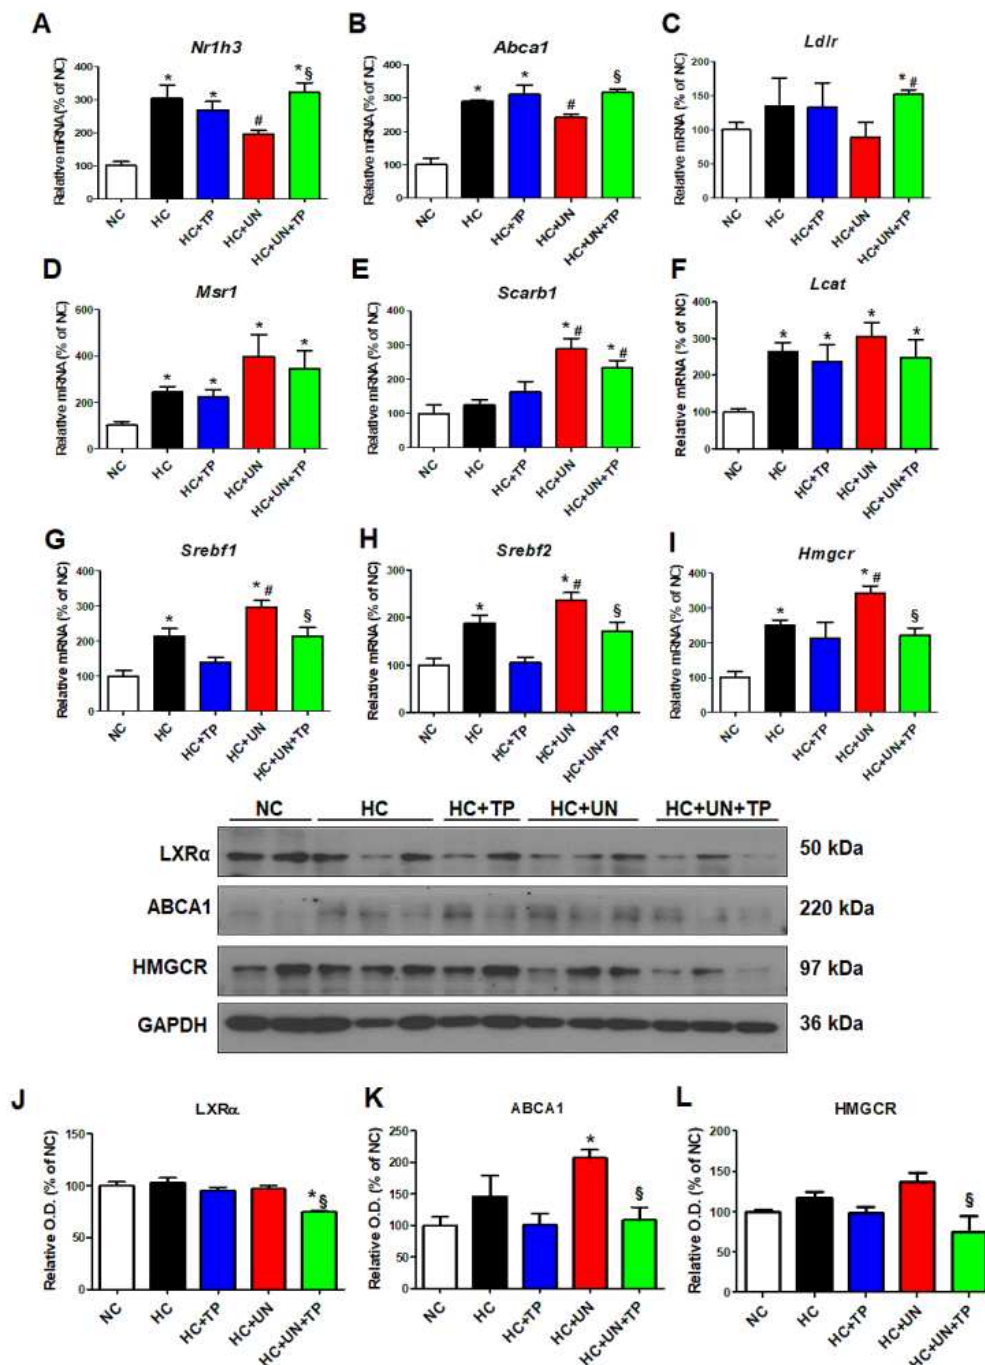 A
Nr1h3
Relative mRNA (% of NC)
400
300
200
100
0
NC
HC
HC+TP
HC+UN
HC+UN+TP
*
*
#
*§
B
Abca1
Relative mRNA (% of NC)
400
300
200
100
0
NC
HC
HC+TP
HC+UN
HC+UN+TP
*
*
#
§
C
Ldlr
Relative mRNA (% of NC)
200
150
100
50
0
NC
HC
HC+TP
HC+UN
HC+UN+TP
*#
D
Msr1
Relative mRNA (% of NC)
600
400
200
0
NC
HC
HC+TP
HC+UN
HC+UN+TP
*
*
*
*
E
Scarb1
Relative mRNA (% of NC)
400
300
200
100
0
NC
HC
HC+TP
HC+UN
HC+UN+TP
*#
*#
F
Lcat
Relative mRNA (% of NC)
400
300
200
100
0
NC
HC
HC+TP
HC+UN
HC+UN+TP
*
*
*
*
G
Srebf1
Relative mRNA (% of NC)
400
300
200
100
0
NC
HC
HC+TP
HC+UN
HC+UN+TP
*
*#
§
H
Srebf2
Relative mRNA (% of NC)
300
200
100
0
NC
HC
HC+TP
HC+UN
HC+UN+TP
*
*#
§
I
Hmgcr
Relative mRNA (% of NC)
400
300
200
100
0
NC
HC
HC+TP
HC+UN
HC+UN+TP
*
*#
§
NC HC HC+TP HC+UN HC+UN+TP
LXRα 50 kDa
ABCA1 220 kDa
HMGCR 97 kDa
GAPDH 36 kDa
J
LXRα
Relative O.D. (% of NC)
150
100
50
0
NC
HC
HC+TP
HC+UN
HC+UN+TP
*§
K
ABCA1
Relative O.D. (% of NC)
250
200
150
100
50
0
NC
HC
HC+TP
HC+UN
HC+UN+TP
*
§
L
HMGCR
Relative O.D. (% of NC)
200
150
100
50
0
NC
HC
HC+TP
HC+UN
HC+UN+TP
§